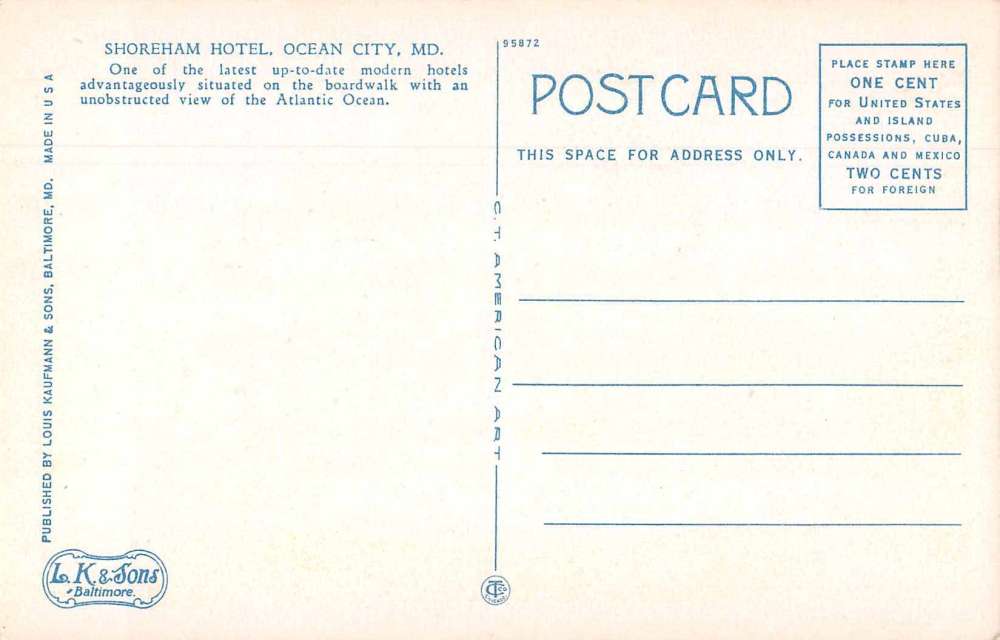 SHOREHAM HOTEL, OCEAN CITY, MD.
One of the latest up-to-date modern hotels
advantageously situated on the boardwalk with an
unobstructed view of the Atlantic Ocean.
PUBLISHED BY LOUIS KAUFMANN & SONS, BALTIMORE, MD. MADE IN U S A
L. K. & Sons
Baltimore.
C. T. AMERICAN ART
CT CO
CHICAGO
95872
POSTCARD
THIS SPACE FOR ADDRESS ONLY.
PLACE STAMP HERE
ONE CENT
FOR UNITED STATES
AND ISLAND
POSSESSIONS, CUBA,
CANADA AND MEXICO
TWO CENTS
FOR FOREIGN